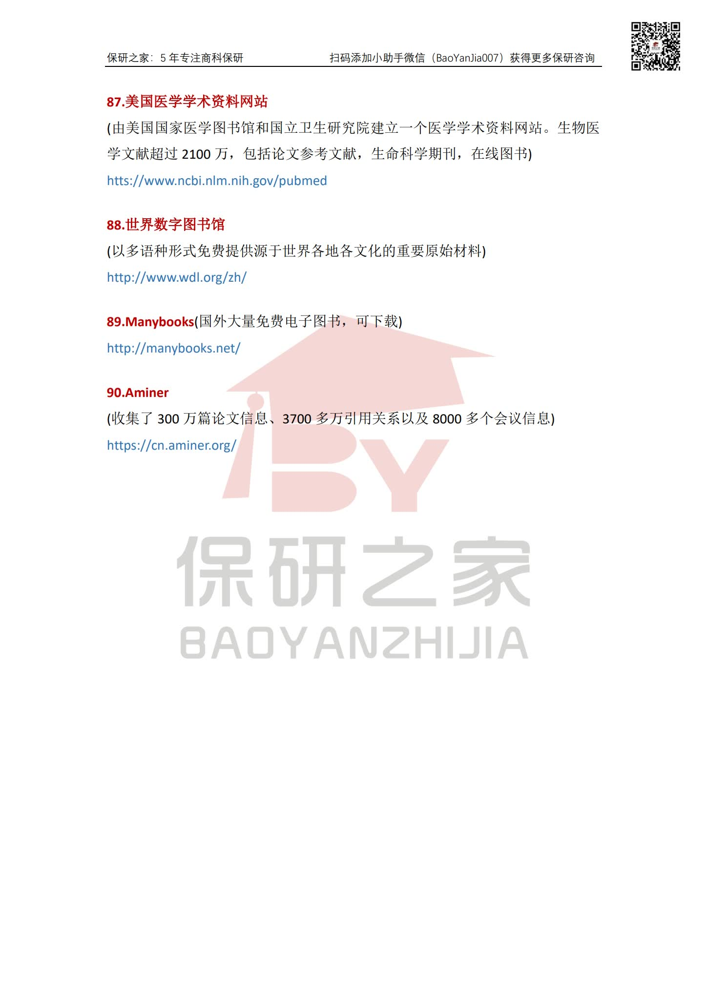 保研之家：5 年专注商科保研 扫码添加小助手微信（BaoYanJia007）获得更多保研咨询
87.美国医学学术资料网站
(由美国国家医学图书馆和国立卫生研究院建立一个医学学术资料网站。生物医
学文献超过 2100 万，包括论文参考文献，生命科学期刊，在线图书)
htts://www.ncbi.nlm.nih.gov/pubmed
88.世界数字图书馆
(以多语种形式免费提供源于世界各地各文化的重要原始材料)
http://www.wdl.org/zh/
89.Manybooks(国外大量免费电子图书，可下载)
http://manybooks.net/
90.Aminer
(收集了 300 万篇论文信息、3700 多万引用关系以及 8000 多个会议信息)
https://cn.aminer.org/
BY
保研之家
BAOYANZHIJIA